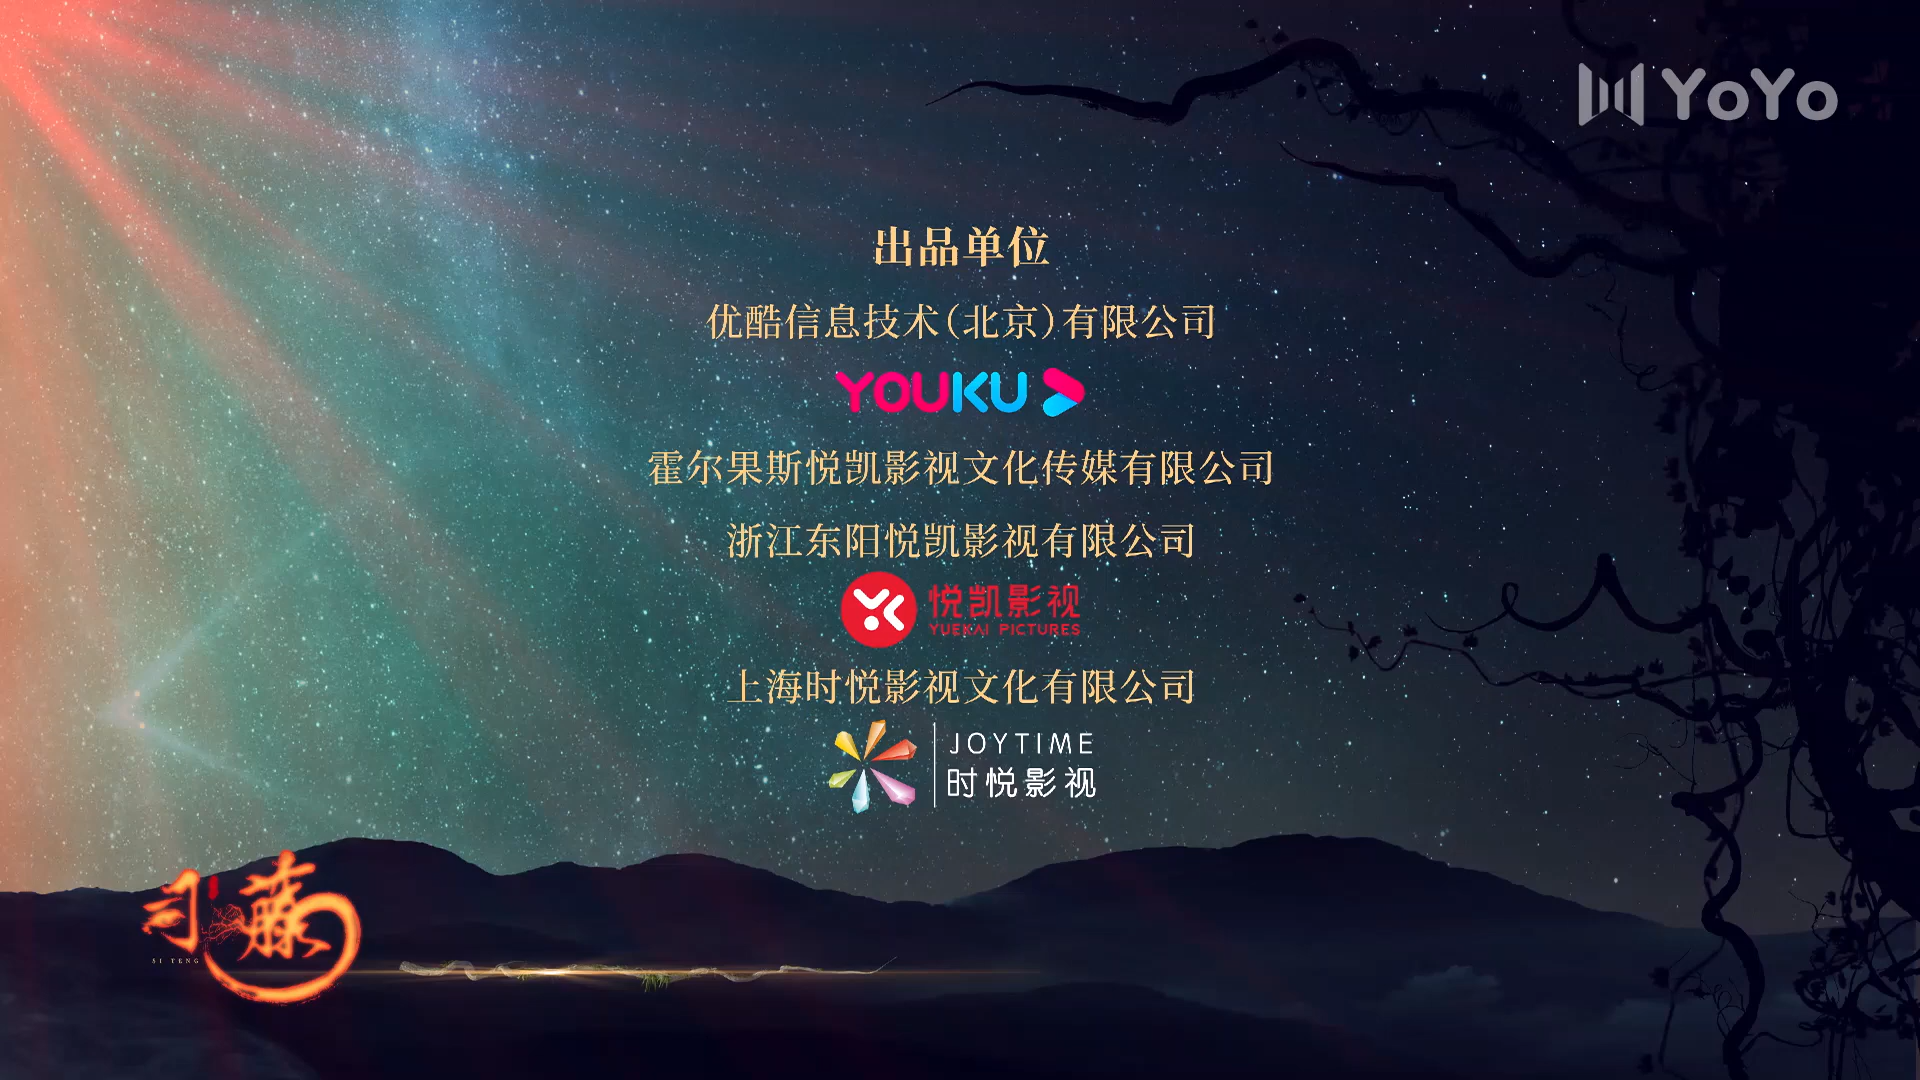 YOYO
出品单位
优酷信息技术(北京)有限公司
YOUKU
霍尔果斯悦凯影视文化传媒有限公司
浙江东阳悦凯影视有限公司
悦凯影视
YUEKAI PICTURES
上海时悦影视文化有限公司
JOYTIME
时悦影视
司藤
SI TENG